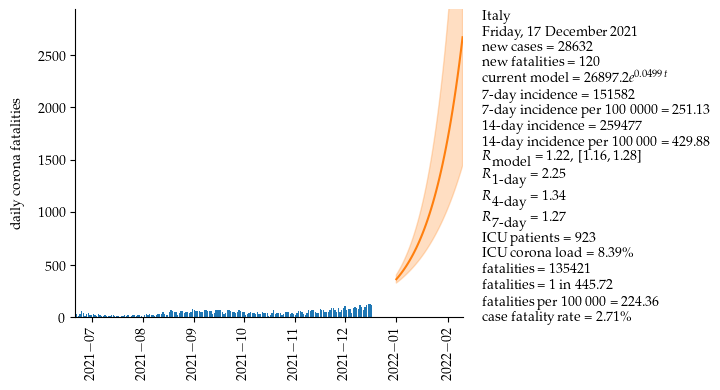 daily corona fatalities
2500
2000
1500
1000
500
0
2021−07
2021−08
2021−09
2021−10
2021−11
2021−12
2022−01
2022−02
Italy
Friday, 17 December 2021
new cases = 28632
new fatalities = 120
current model = 26897.2e^0.0499 t
7-day incidence = 151582
7-day incidence per 100 0000 = 251.13
14-day incidence = 259477
14-day incidence per 100 000 = 429.88
R_model = 1.22, [1.16, 1.28]
R_1-day = 2.25
R_4-day = 1.34
R_7-day = 1.27
ICU patients = 923
ICU corona load = 8.39%
fatalities = 135421
fatalities = 1 in 445.72
fatalities per 100 000 = 224.36
case fatality rate = 2.71%